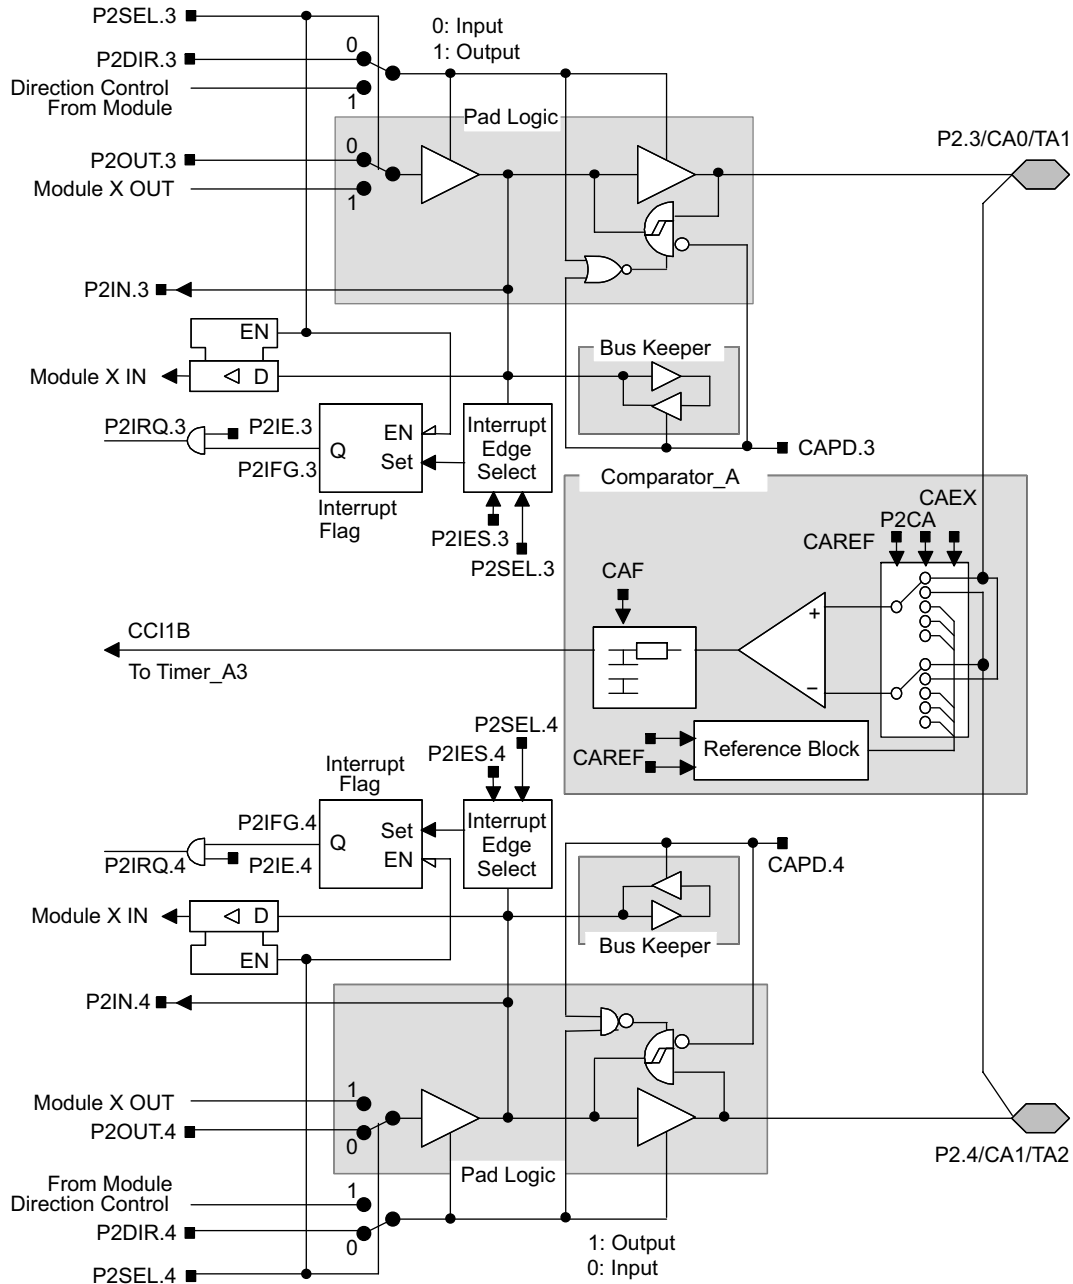 P2SEL.3
0: Input
1: Output
P2DIR.3
0
Direction Control
From Module
1
Pad Logic
P2.3/CA0/TA1
P2OUT.3
0
Module X OUT
1
P2IN.3
EN
Bus Keeper
Module X IN
D
P2IRQ.3
P2IE.3
P2IFG.3
Q
EN
Set
Interrupt
Edge
Select
CAPD.3
Interrupt
Flag
P2IES.3
P2SEL.3
Comparator_A
CAEX
P2CA
CAREF
CAF
+
−
CCI1B
To Timer_A3
Reference Block
CAREF
P2SEL.4
P2IES.4
Interrupt
Flag
P2IFG.4
P2IRQ.4
P2IE.4
Q
Set
EN
Interrupt
Edge
Select
CAPD.4
Module X IN
D
EN
Bus Keeper
P2IN.4
Module X OUT
1
P2OUT.4
0
Pad Logic
P2.4/CA1/TA2
From Module
Direction Control
1
P2DIR.4
0
1: Output
0: Input
P2SEL.4